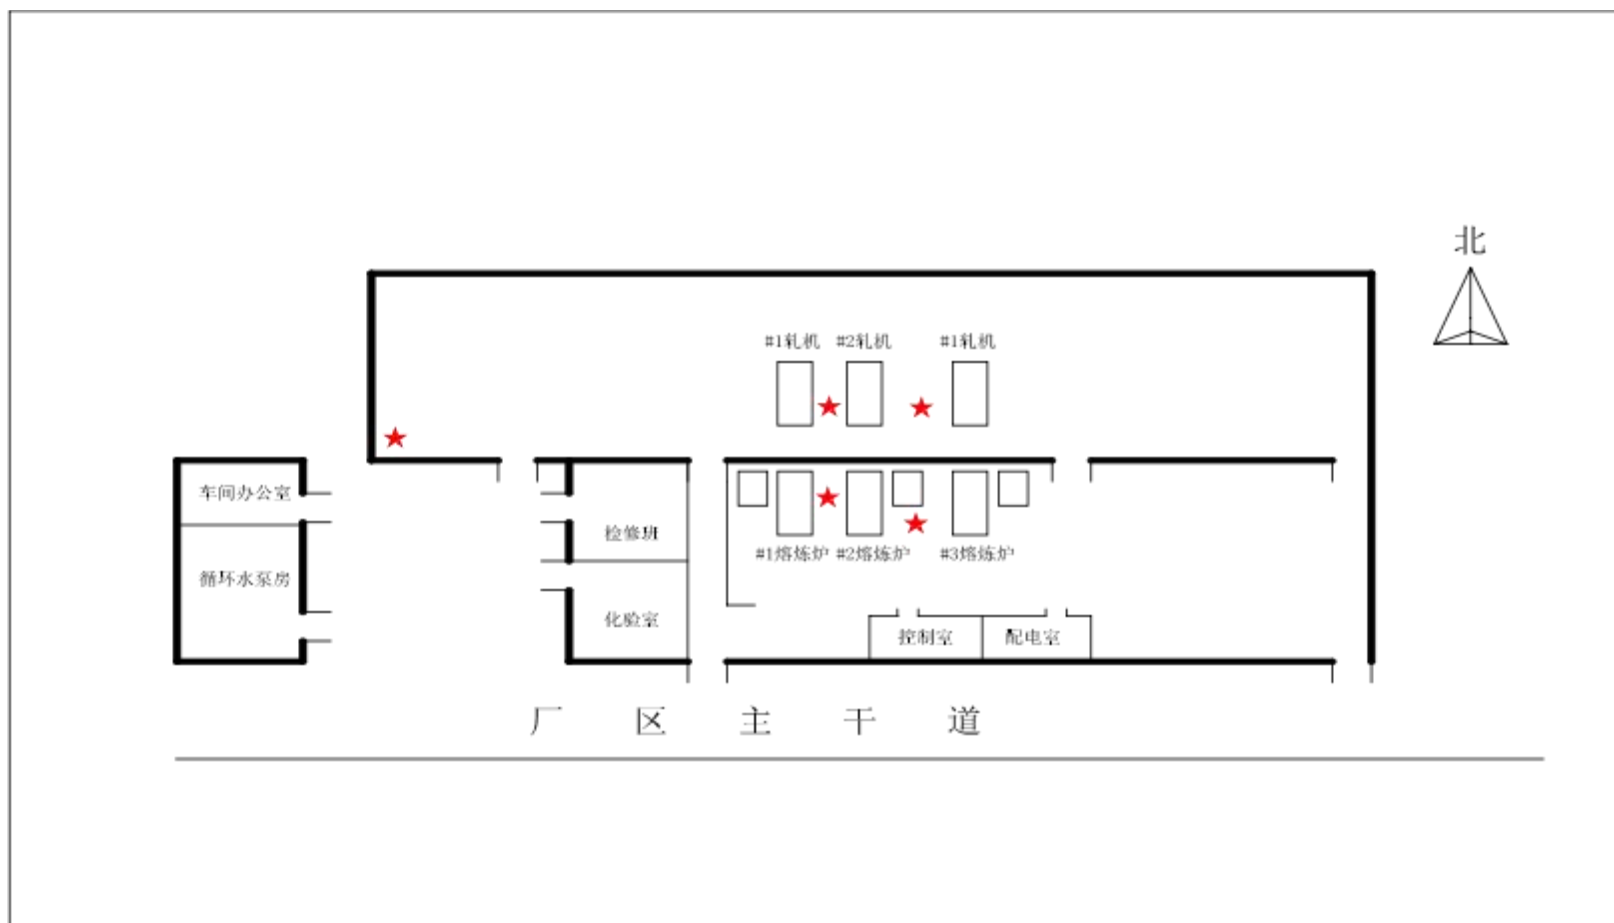 北
#1轧机 #2轧机 #1轧机
车间办公室
检修班
#1熔炼炉 #2熔炼炉 #3熔炼炉
循环水泵房
化验室
控制室 配电室
厂区主干道